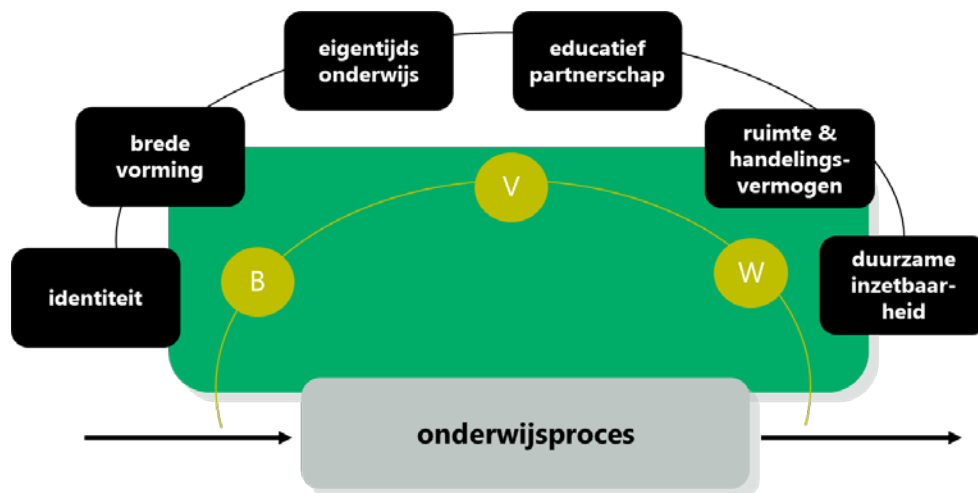 eigentijds
onderwijs
educatief
partnerschap
brede
vorming
ruimte &
handelings-
vermogen
V
identiteit
B
W
duurzame
inzetbaar-
heid
onderwijsproces